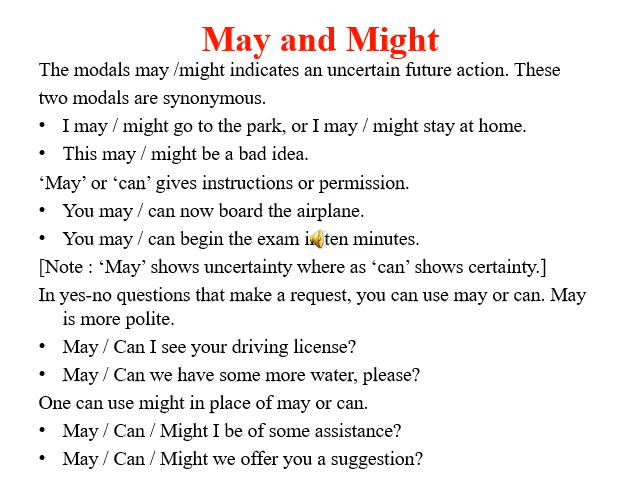 May and Might
The modals may /might indicates an uncertain future action. These
two modals are synonymous.
• I may / might go to the park, or I may / might stay at home.
• This may / might be a bad idea.
‘May’ or ‘can’ gives instructions or permission.
• You may / can now board the airplane.
• You may / can begin the exam in ten minutes.
[Note : ‘May’ shows uncertainty where as ‘can’ shows certainty.]
In yes-no questions that make a request, you can use may or can. May
is more polite.
• May / Can I see your driving license?
• May / Can we have some more water, please?
One can use might in place of may or can.
• May / Can / Might I be of some assistance?
• May / Can / Might we offer you a suggestion?